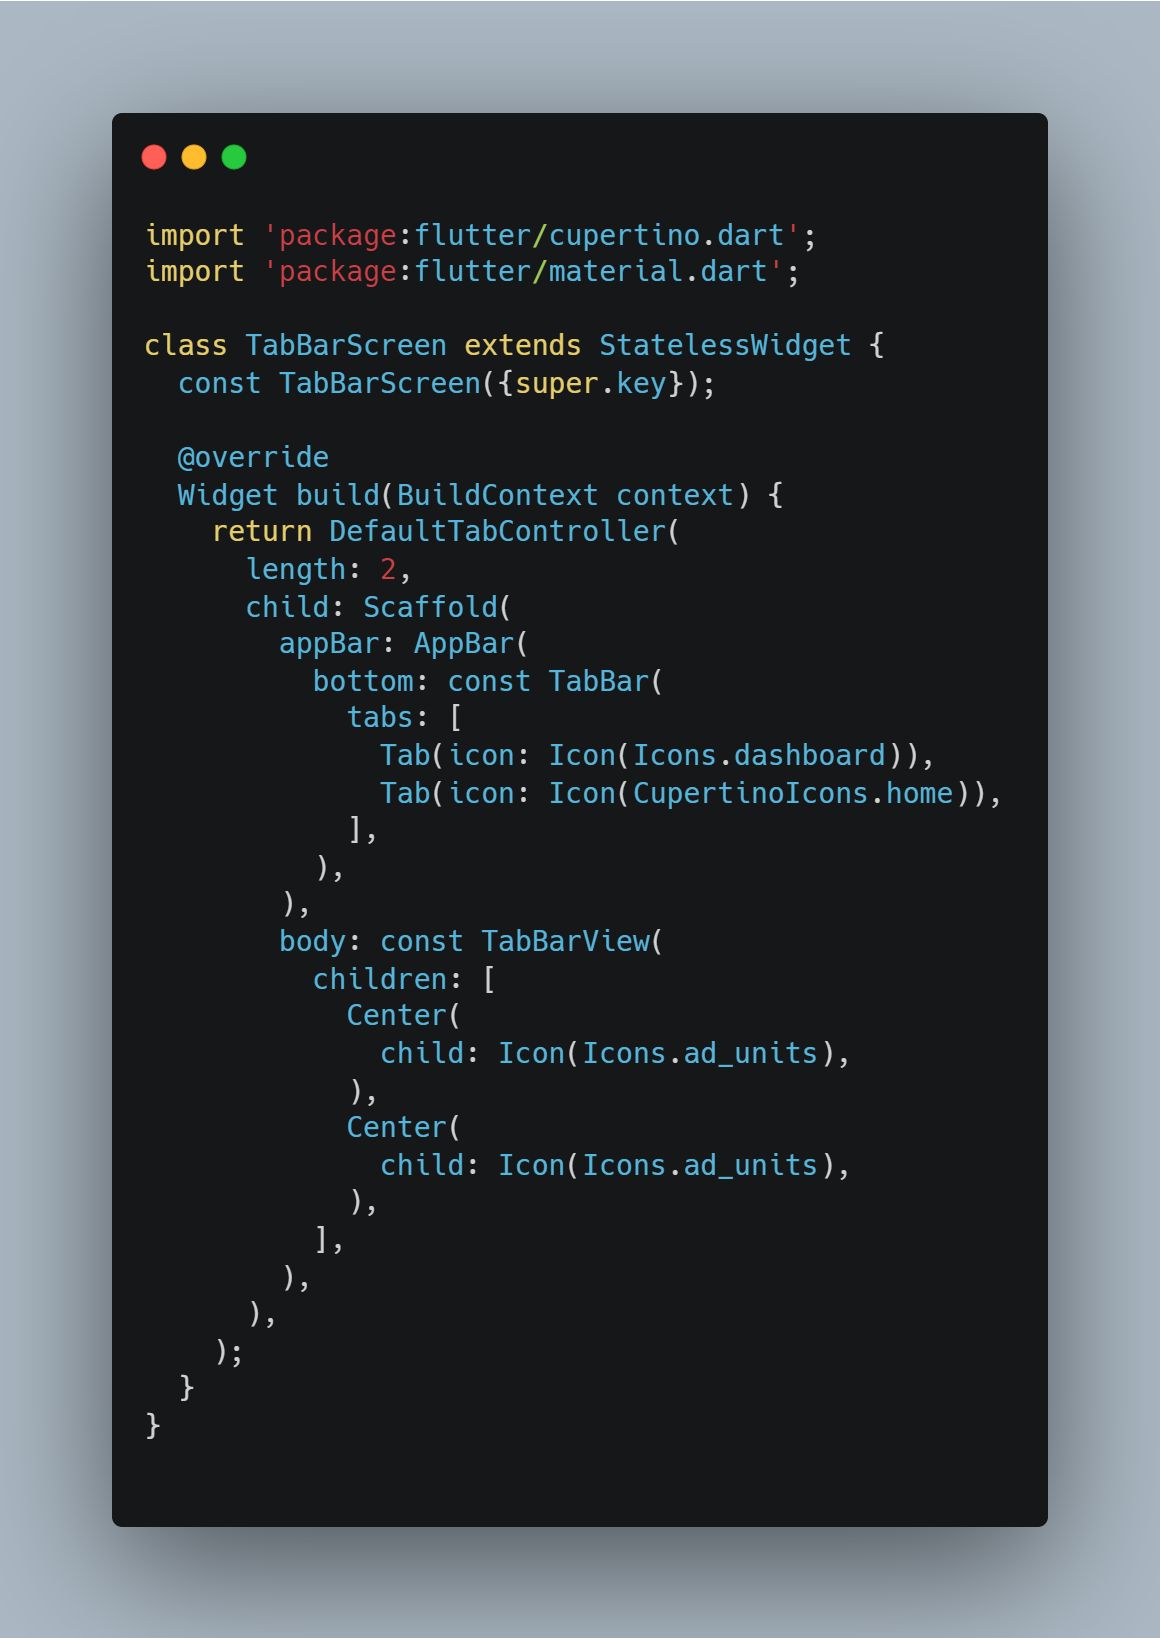 import 'package:flutter/cupertino.dart';
import 'package:flutter/material.dart';

class TabBarScreen extends StatelessWidget {
  const TabBarScreen({super.key});

  @override
  Widget build(BuildContext context) {
    return DefaultTabController(
      length: 2,
      child: Scaffold(
        appBar: AppBar(
          bottom: const TabBar(
            tabs: [
              Tab(icon: Icon(Icons.dashboard)),
              Tab(icon: Icon(CupertinoIcons.home)),
            ],
          ),
        ),
        body: const TabBarView(
          children: [
            Center(
              child: Icon(Icons.ad_units),
            ),
            Center(
              child: Icon(Icons.ad_units),
            ),
          ],
        ),
      ),
    );
  }
}